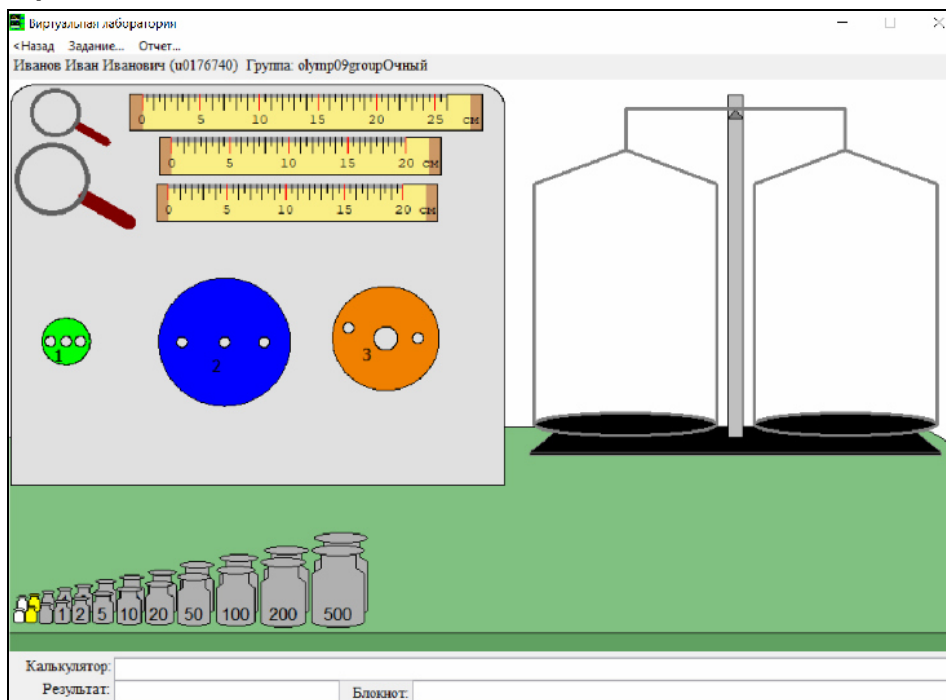 Виртуальная лаборатория
<Назад Задание... Отчет...
Иванов Иван Иванович (u0176740) Группа: olymp09groupОчный
0 5 10 15 20 25 см
0 5 10 15 20 см
0 5 10 15 20 см
1 2 3
1 2 5 10 20 50 100 200 500
Калькулятор:
Результат: Блокнот: